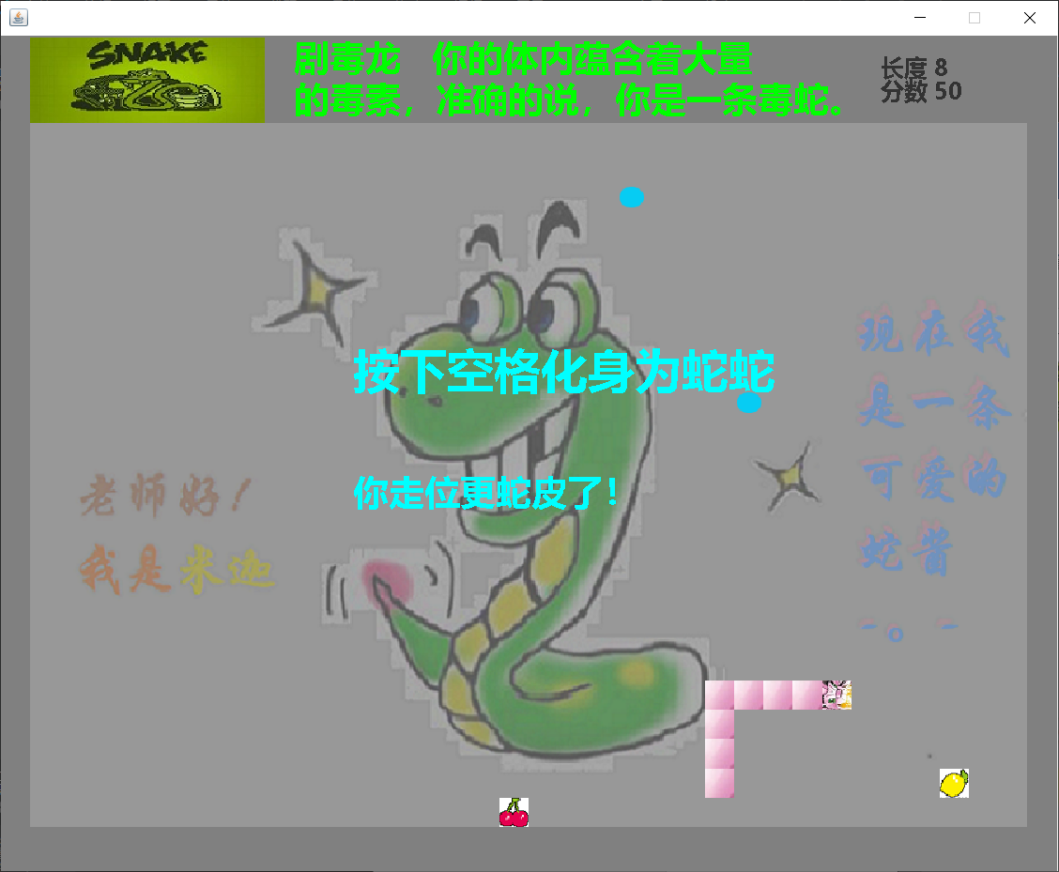 SNAKE
剧毒龙 你的体内蕴含着大量
的毒素，准确的说，你是一条毒蛇。
长度 8
分数 50
按下空格化身为蛇蛇
你走位更蛇皮了！
老师好！
我是米迦
现在我
是一条
可爱的
蛇酱
-。-